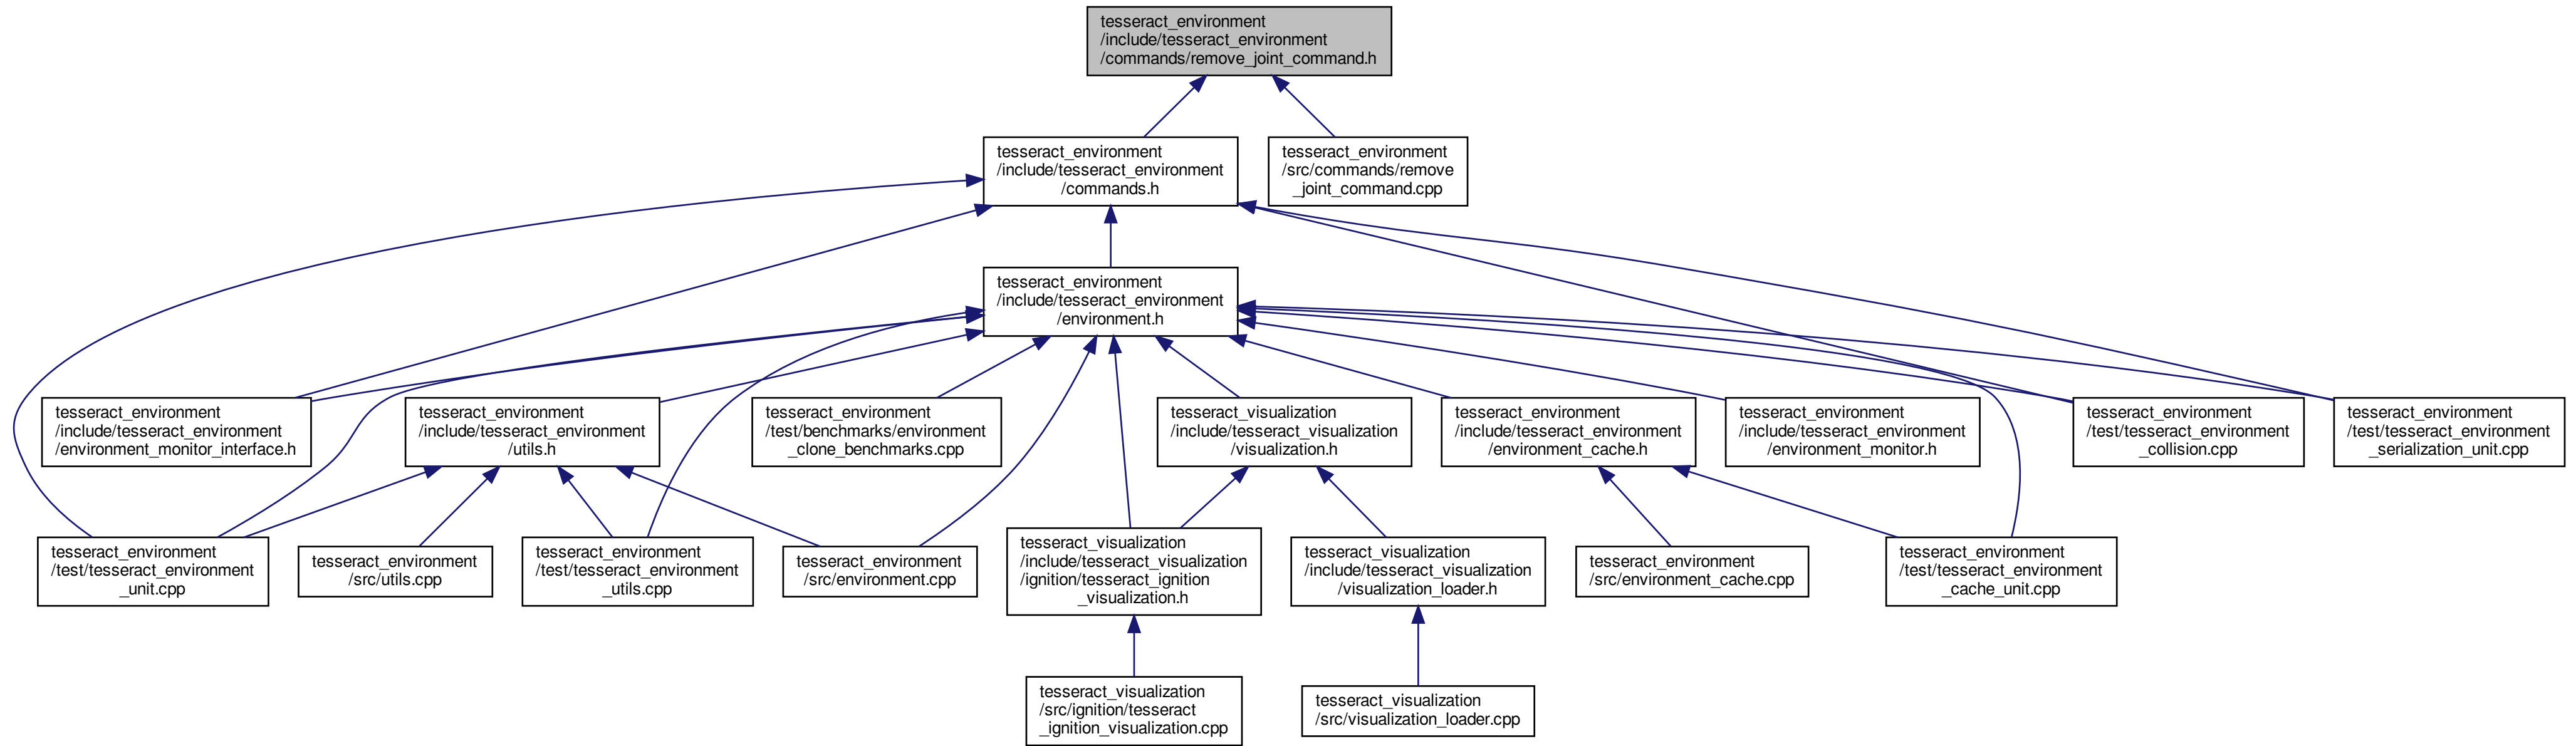 tesseract_environment
/include/tesseract_environment
/commands/remove_joint_command.h
tesseract_environment
/include/tesseract_environment
/commands.h
tesseract_environment
/src/commands/remove
_joint_command.cpp
tesseract_environment
/include/tesseract_environment
/environment.h
tesseract_environment
/include/tesseract_environment
/environment_monitor_interface.h
tesseract_environment
/include/tesseract_environment
/utils.h
tesseract_environment
/test/benchmarks/environment
_clone_benchmarks.cpp
tesseract_visualization
/include/tesseract_visualization
/visualization.h
tesseract_environment
/include/tesseract_environment
/environment_cache.h
tesseract_environment
/include/tesseract_environment
/environment_monitor.h
tesseract_environment
/test/tesseract_environment
_collision.cpp
tesseract_environment
/test/tesseract_environment
_serialization_unit.cpp
tesseract_environment
/test/tesseract_environment
_unit.cpp
tesseract_environment
/src/utils.cpp
tesseract_environment
/test/tesseract_environment
_utils.cpp
tesseract_environment
/src/environment.cpp
tesseract_visualization
/include/tesseract_visualization
/ignition/tesseract_ignition
_visualization.h
tesseract_visualization
/include/tesseract_visualization
/visualization_loader.h
tesseract_environment
/src/environment_cache.cpp
tesseract_environment
/test/tesseract_environment
_cache_unit.cpp
tesseract_visualization
/src/ignition/tesseract
_ignition_visualization.cpp
tesseract_visualization
/src/visualization_loader.cpp